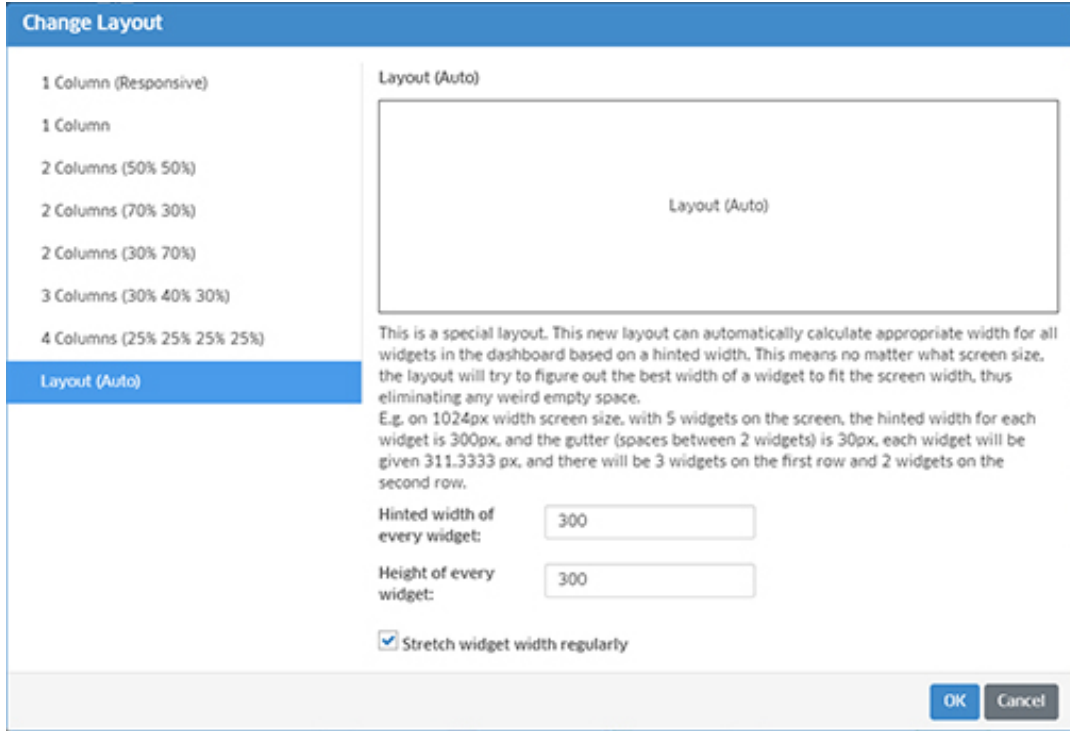 Change Layout
1 Column (Responsive)
1 Column
2 Columns (50% 50%)
2 Columns (70% 30%)
2 Columns (30% 70%)
3 Columns (30% 40% 30%)
4 Columns (25% 25% 25% 25%)
Layout (Auto)
Layout (Auto)
Layout (Auto)
This is a special layout. This new layout can automatically calculate appropriate width for all
widgets in the dashboard based on a hinted width. This means no matter what screen size,
the layout will try to figure out the best width of a widget to fit the screen width, thus
eliminating any weird empty space.
E.g. on 1024px width screen size, with 5 widgets on the screen, the hinted width for each
widget is 300px, and the gutter (spaces between 2 widgets) is 30px, each widget will be
given 311.3333 px, and there will be 3 widgets on the first row and 2 widgets on the
second row.
Hinted width of
every widget:
300
Height of every
widget:
300
Stretch widget width regularly
OK
Cancel